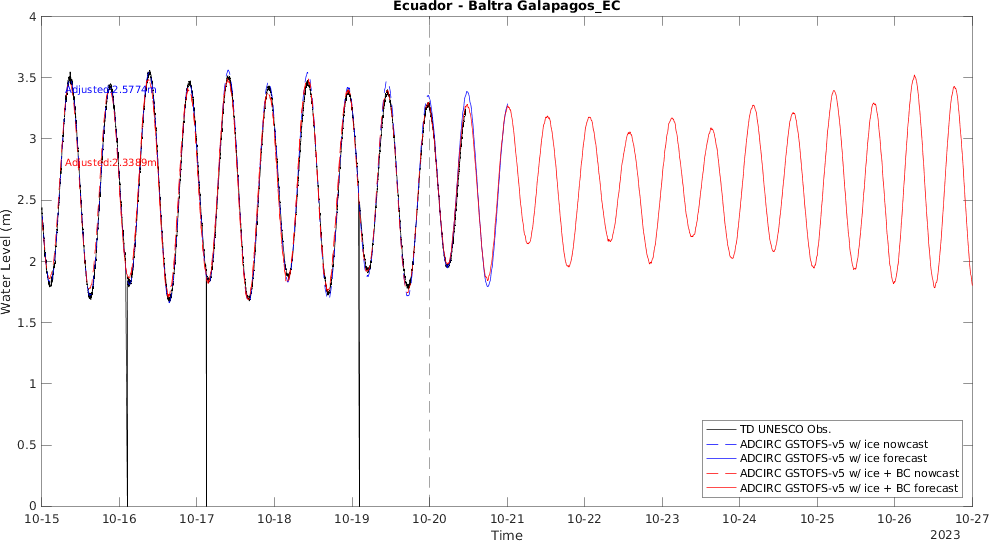 Ecuador - Baltra Galapagos_EC
4
3.5
3
2.5
2
1.5
1
0.5
0
Water Level (m)
Adjusted:2.5774m
Adjusted:2.3389m
TD UNESCO Obs.
ADCIRC GSTOFS-v5 w/ ice nowcast
ADCIRC GSTOFS-v5 w/ ice forecast
ADCIRC GSTOFS-v5 w/ ice + BC nowcast
ADCIRC GSTOFS-v5 w/ ice + BC forecast
10-15 10-16 10-17 10-18 10-19 10-20 10-21 10-22 10-23 10-24 10-25 10-26 10-27
Time
2023